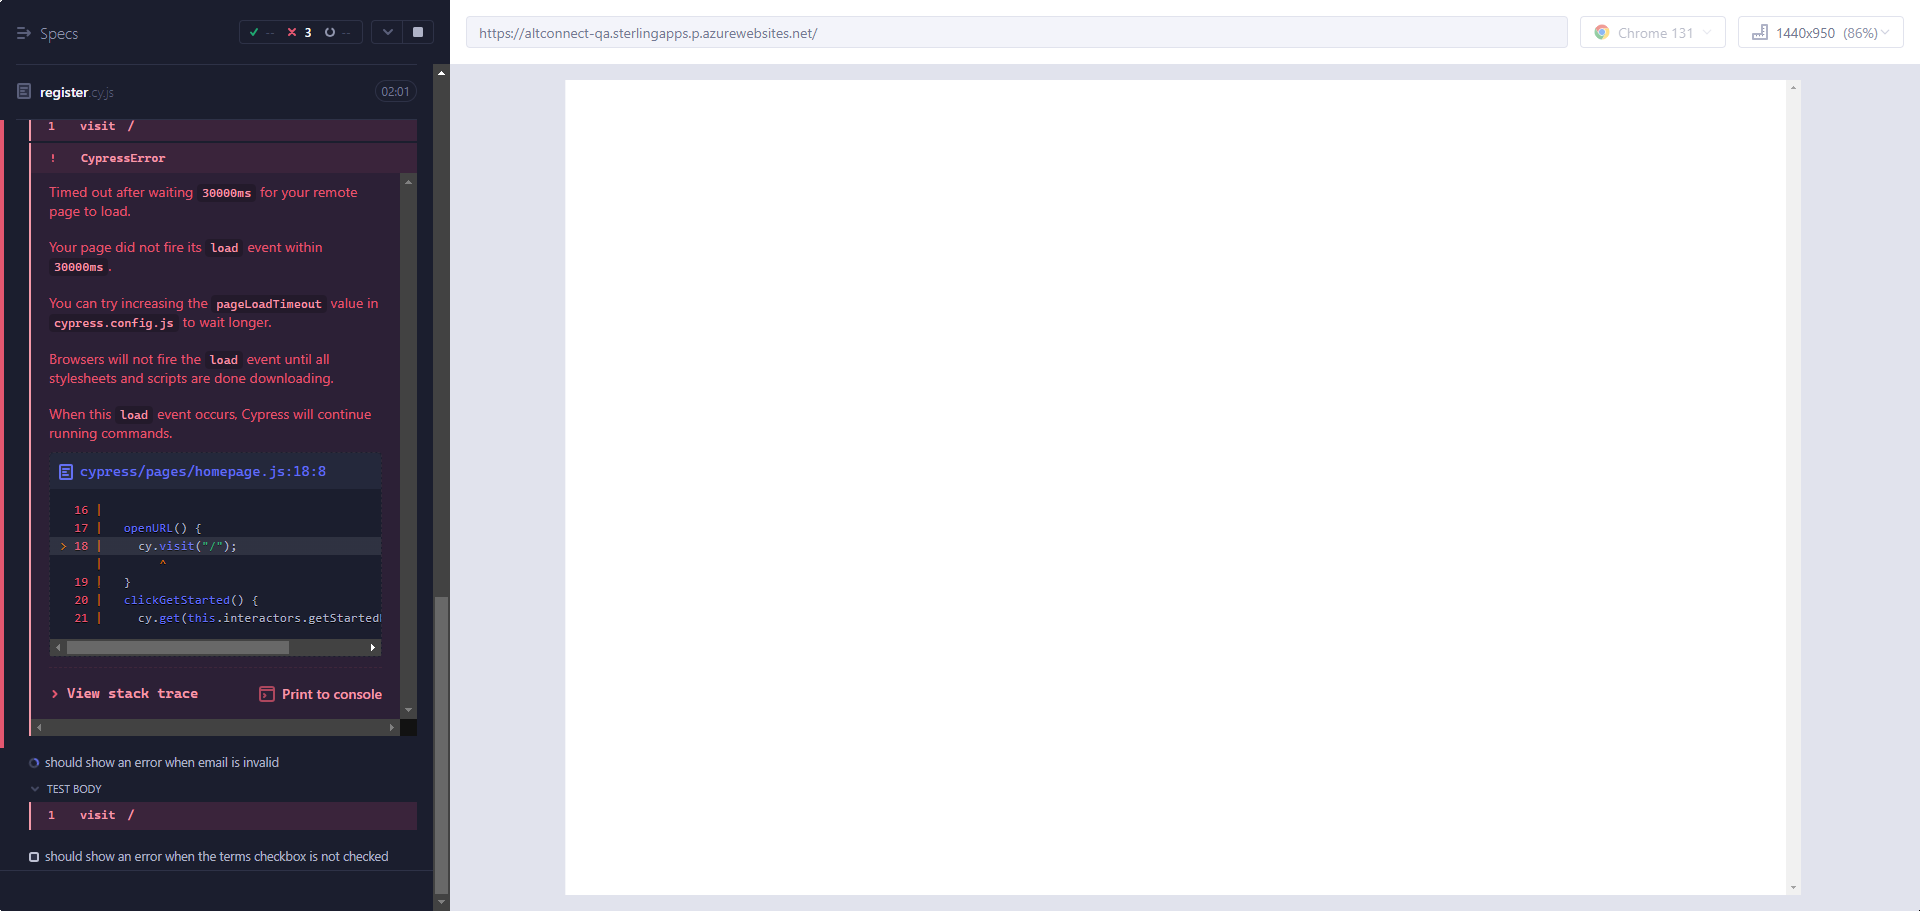 Specs
-- 3 --
https://altconnect-qa.sterlingapps.p.azurewebsites.net/
Chrome 131
1440x950 (86%)
register.cy.js
02:01
1 visit /
! CypressError
Timed out after waiting 30000ms for your remote
page to load.
Your page did not fire its load event within
30000ms.
You can try increasing the pageLoadTimeout value in
cypress.config.js to wait longer.
Browsers will not fire the load event until all
stylesheets and scripts are done downloading.
When this load event occurs, Cypress will continue
running commands.
cypress/pages/homepage.js:18:8
16 |
17 | openURL() {
> 18 | cy.visit("/");
| ^
19 | }
20 | clickGetStarted() {
21 | cy.get(this.interactors.getStarted
> View stack trace
Print to console
should show an error when email is invalid
TEST BODY
1 visit /
should show an error when the terms checkbox is not checked